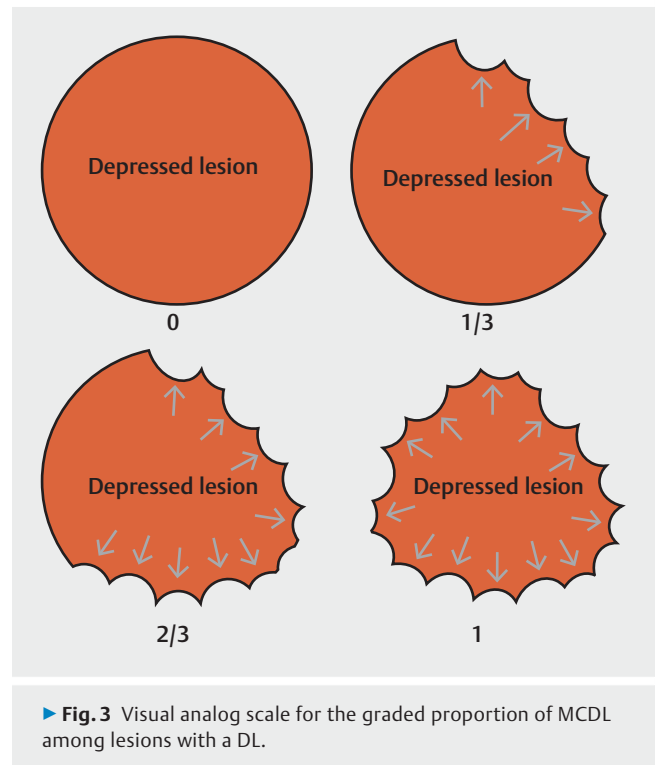 Depressed lesion
0
Depressed lesion
1/3
Depressed lesion
2/3
Depressed lesion
1
▶ Fig. 3 Visual analog scale for the graded proportion of MCDL
among lesions with a DL.